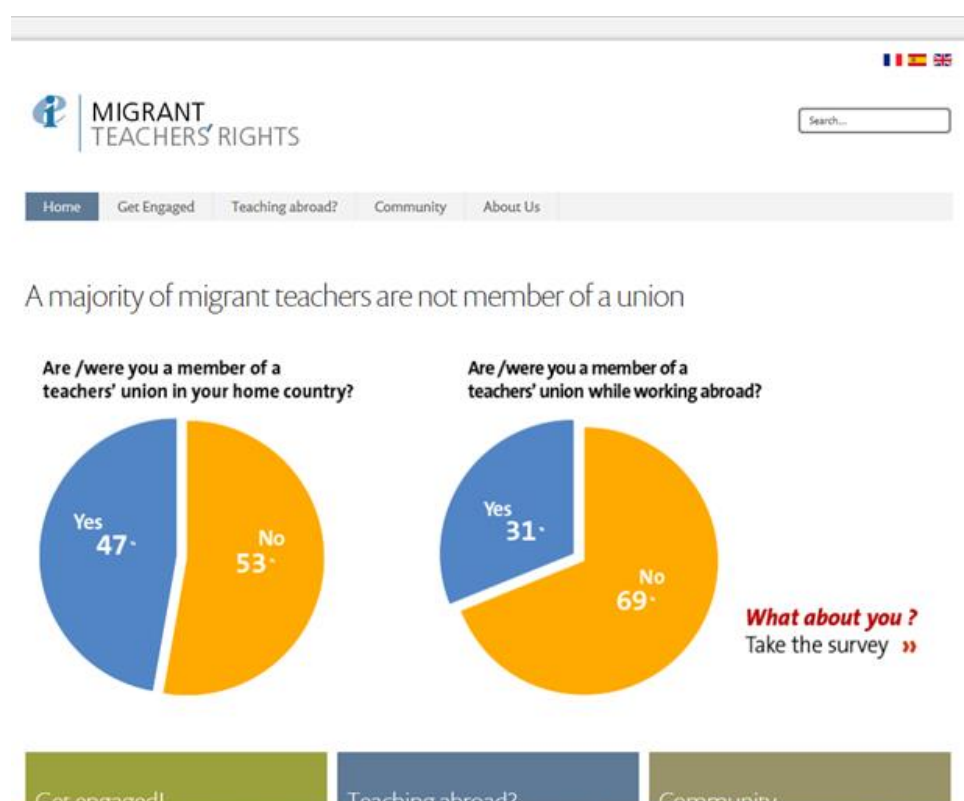 MIGRANT
TEACHERS' RIGHTS
Search...
Home Get Engaged Teaching abroad? Community About Us
A majority of migrant teachers are not member of a union
Are /were you a member of a
teachers' union in your home country?
Yes
47%
No
53%
Are /were you a member of a
teachers' union while working abroad?
Yes
31%
No
69%
What about you ?
Take the survey »
Get engaged! Teaching abroad? Community